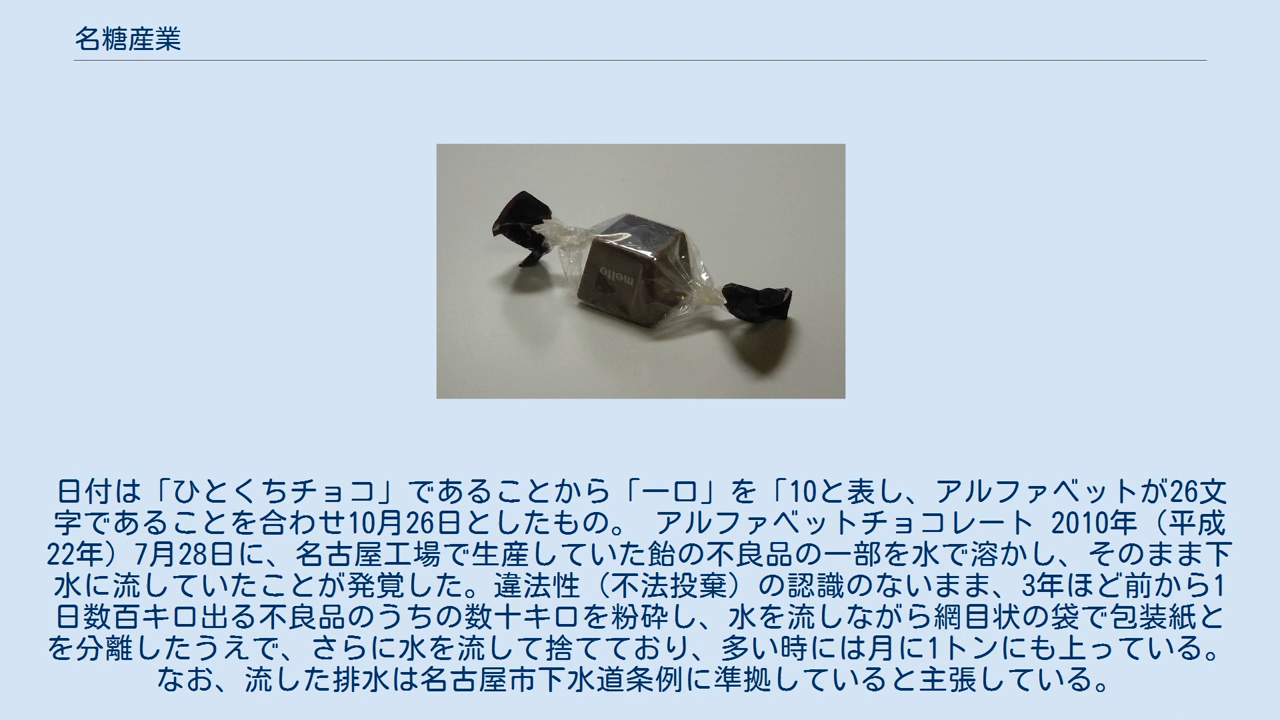 名糖産業
meito
日付は「ひとくちチョコ」であることから「一口」を「10と表し、アルファベットが26文
字であることを合わせ10月26日としたもの。 アルファベットチョコレート 2010年（平成
22年）7月28日に、名古屋工場で生産していた飴の不良品の一部を水で溶かし、そのまま下
水に流していたことが発覚した。違法性（不法投棄）の認識のないまま、3年ほど前から1
日数百キロ出る不良品のうちの数十キロを粉砕し、水を流しながら網目状の袋で包装紙と
を分離したうえで、さらに水を流して捨てており、多い時には月に1トンにも上っている。
なお、流した排水は名古屋市下水道条例に準拠していると主張している。